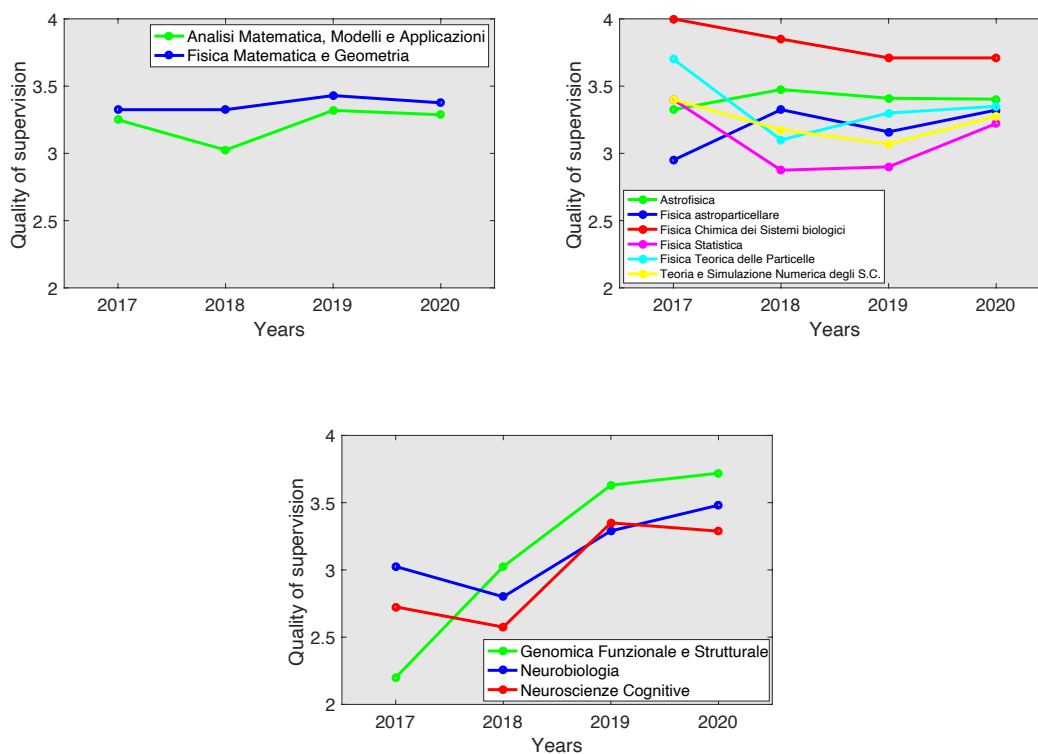 4
3.5
3
2.5
2
Quality of supervision
Analisi Matematica, Modelli e Applicazioni
Fisica Matematica e Geometria
2017 2018 2019 2020
Years
4
3.5
3
2.5
2
Quality of supervision
Astrofisica
Fisica astroparticellare
Fisica Chimica dei Sistemi biologici
Fisica Statistica
Fisica Teorica delle Particelle
Teoria e Simulazione Numerica degli S.C.
2017 2018 2019 2020
Years
4
3.5
3
2.5
2
Quality of supervision
Genomica Funzionale e Strutturale
Neurobiologia
Neuroscienze Cognitive
2017 2018 2019 2020
Years